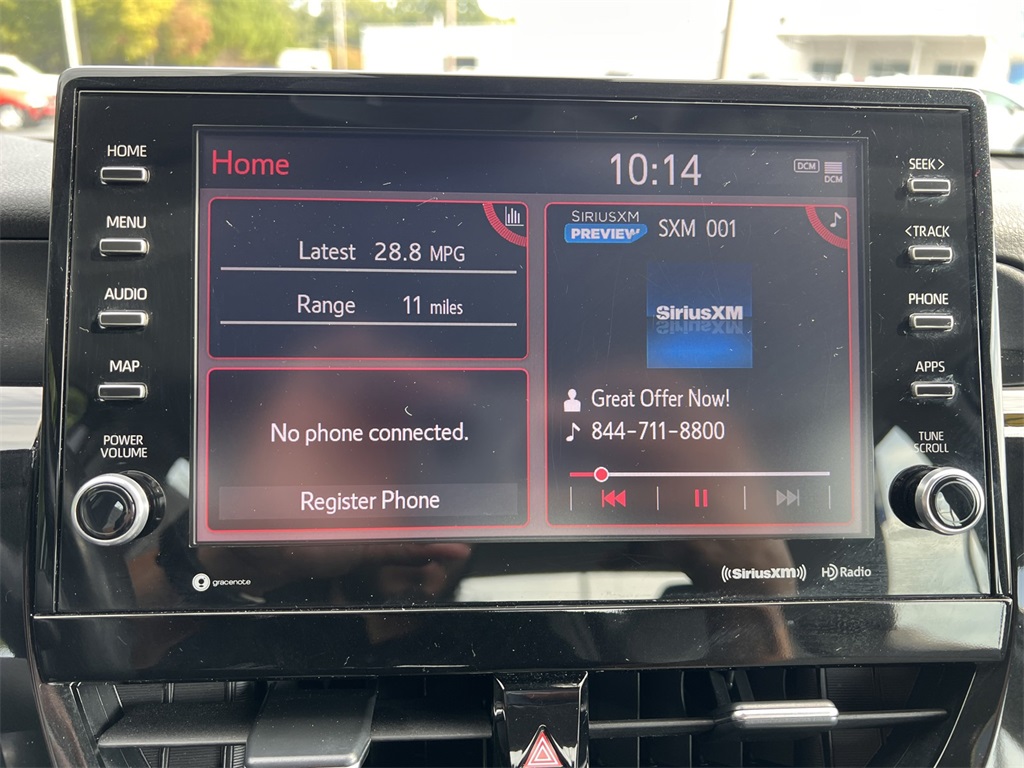 HOME
MENU
AUDIO
MAP
POWER
VOLUME
Home 10:14 DCM
DCM
Latest 28.8 MPG
Range 11 miles
No phone connected.
Register Phone
SIRIUSXM
PREVIEW SXM 001
SiriusXM
Great Offer Now!
844-711-8800
SEEK >
< TRACK
PHONE
APPS
TUNE
SCROLL
gracenote
((SiriusXM))
HD Radio